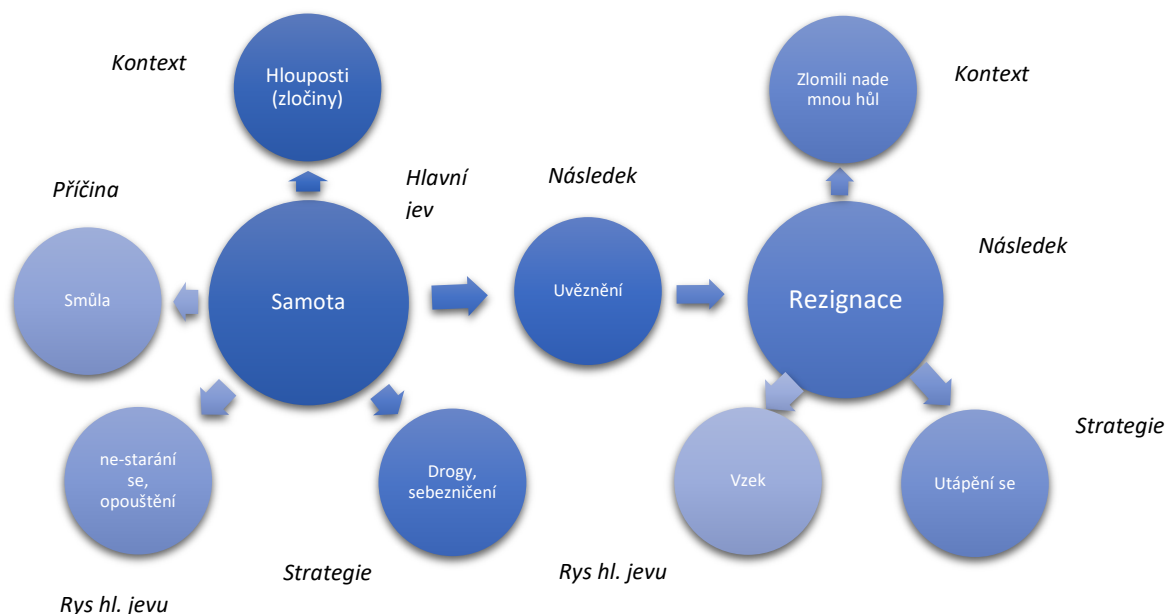 Kontext
Hlouposti
(zločiny)
Příčina
Hlavní
jev
Smůla
Samota
ne-starání
se,
opouštění
Drogy,
sebezničení
Rys hl. jevu
Strategie
Následek
Uvěznění
Zlomili nade
mnou hůl
Kontext
Následek
Rezignace
Vzek
Utápění se
Strategie
Rys hl. jevu